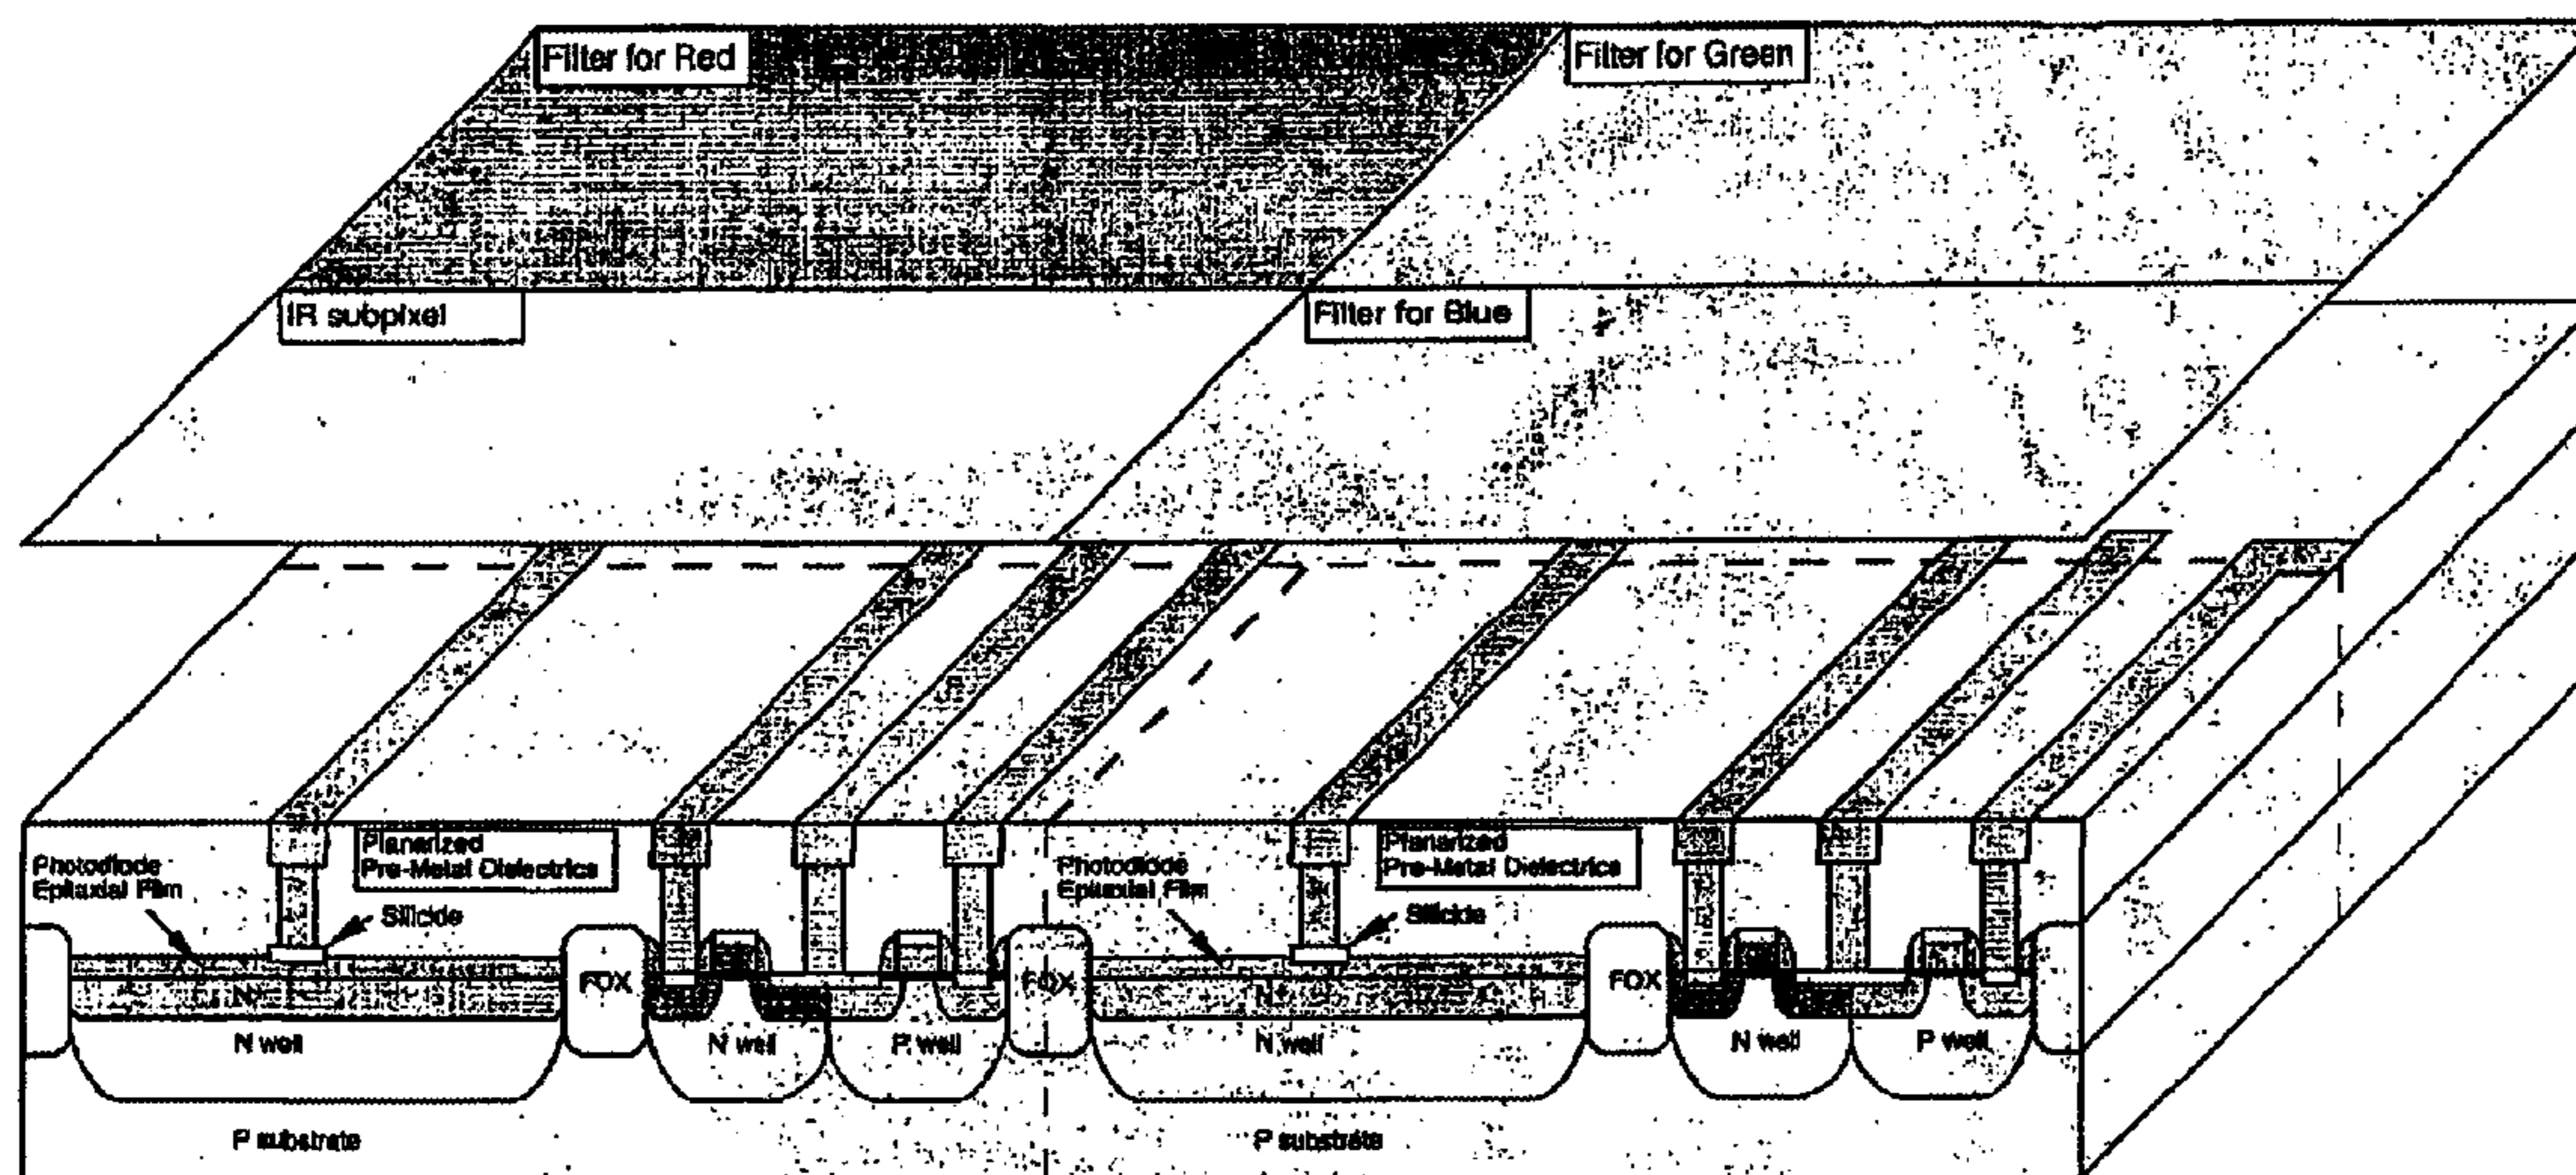 Filter for Red
Filter for Green
IR subpixel
Filter for Blue
Photodiode
Epitaxial Film
Planarized
Pre-Metal Dielectrics
Silicide
Photodiode
Epitaxial Film
Planarized
Pre-Metal Dielectrics
Silicide
FOX
FOX
FOX
N well
N well
P well
N well
N well
P well
P substrate
P substrate